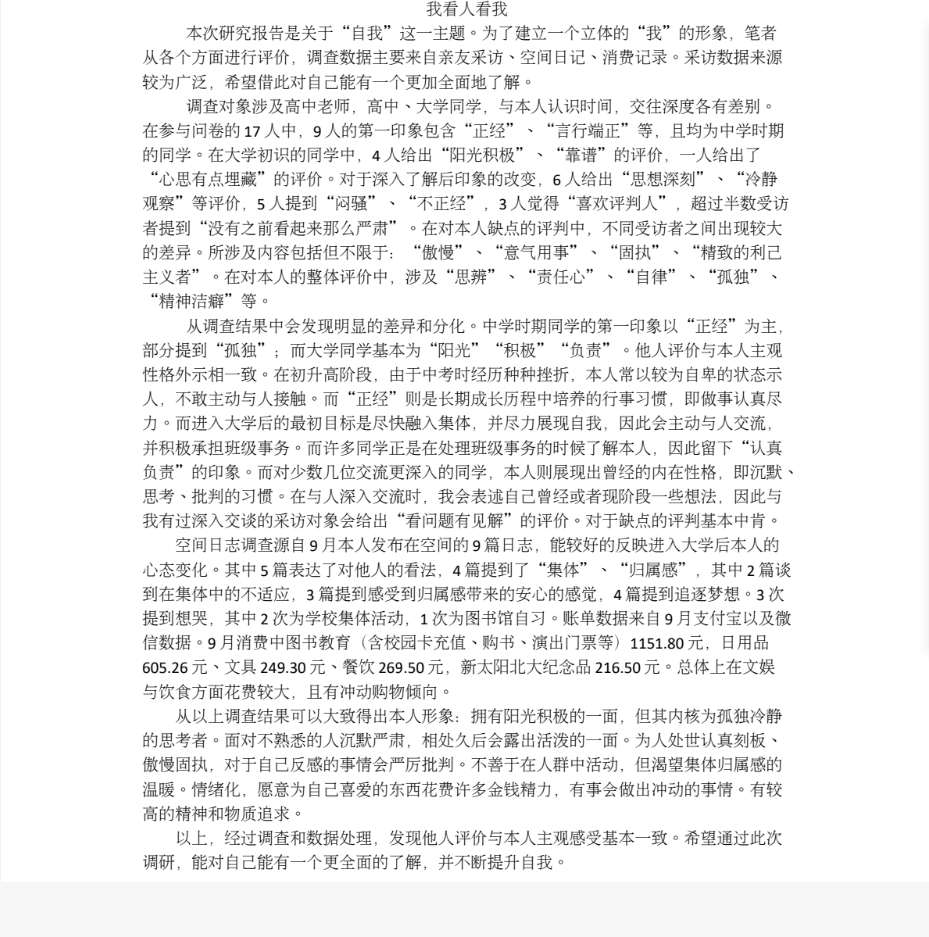 我看人看我
本次研究报告是关于“自我”这一主题。为了建立一个立体的“我”的形象，笔者
从各个方面进行评价，调查数据主要来自亲友采访、空间日记、消费记录。采访数据来源
较为广泛，希望借此对自己能有一个更加全面地了解。
调查对象涉及高中老师，高中、大学同学，与本人认识时间，交往深度各有差别。
在参与问卷的 17 人中，9 人的第一印象包含“正经”、“言行端正”等，且均为中学时期
的同学。在大学初识的同学中，4 人给出“阳光积极”、“靠谱”的评价，一人给出了
“心思有点埋藏”的评价。对于深入了解后印象的改变，6 人给出“思想深刻”、“冷静
观察”等评价，5 人提到“闷骚”、“不正经”，3 人觉得“喜欢评判人”，超过半数受访
者提到“没有之前看起来那么严肃”。在对本人缺点的评判中，不同受访者之间出现较大
的差异。所涉及内容包括但不限于：“傲慢”、“意气用事”、“固执”、“精致的利己
主义者”。在对本人的整体评价中，涉及“思辨”、“责任心”、“自律”、“孤独”、
“精神洁癖”等。
从调查结果中会发现明显的差异和分化。中学时期同学的第一印象以“正经”为主，
部分提到“孤独”；而大学同学基本为“阳光”“积极”“负责”。他人评价与本人主观
性格外示相一致。在初升高阶段，由于中考时经历种种挫折，本人常以较为自卑的状态示
人，不敢主动与人接触。而“正经”则是长期成长历程中培养的行事习惯，即做事认真尽
力。而进入大学后的最初目标是尽快融入集体，并尽力展现自我，因此会主动与人交流，
并积极承担班级事务。而许多同学正是在处理班级事务的时候了解本人，因此留下“认真
负责”的印象。而对少数几位交流更深入的同学，本人则展现出曾经的内在性格，即沉默、
思考、批判的习惯。在与人深入交流时，我会表述自己曾经或者现阶段一些想法，因此与
我有过深入交谈的采访对象会给出“看问题有见解”的评价。对于缺点的评判基本中肯。
空间日志调查源自 9 月本人发布在空间的 9 篇日志，能较好的反映进入大学后本人的
心态变化。其中 5 篇表达了对他人的看法，4 篇提到了“集体”、“归属感”，其中 2 篇谈
到在集体中的不适应，3 篇提到感受到归属感带来的安心的感觉，4 篇提到追逐梦想。3 次
提到想哭，其中 2 次为学校集体活动，1 次为图书馆自习。账单数据来自 9 月支付宝以及微
信数据。9 月消费中图书教育（含校园卡充值、购书、演出门票等）1151.80 元，日用品
605.26 元、文具 249.30 元、餐饮 269.50 元，新太阳北大纪念品 216.50 元。总体上在文娱
与饮食方面花费较大，且有冲动购物倾向。
从以上调查结果可以大致得出本人形象：拥有阳光积极的一面，但其内核为孤独冷静
的思考者。面对不熟悉的人沉默严肃，相处久后会露出活泼的一面。为人处世认真刻板、
傲慢固执，对于自己反感的事情会严厉批判。不善于在人群中活动，但渴望集体归属感的
温暖。情绪化，愿意为自己喜爱的东西花费许多金钱精力，有事会做出冲动的事情。有较
高的精神和物质追求。
以上，经过调查和数据处理，发现他人评价与本人主观感受基本一致。希望通过此次
调研，能对自己能有一个更全面的了解，并不断提升自我。